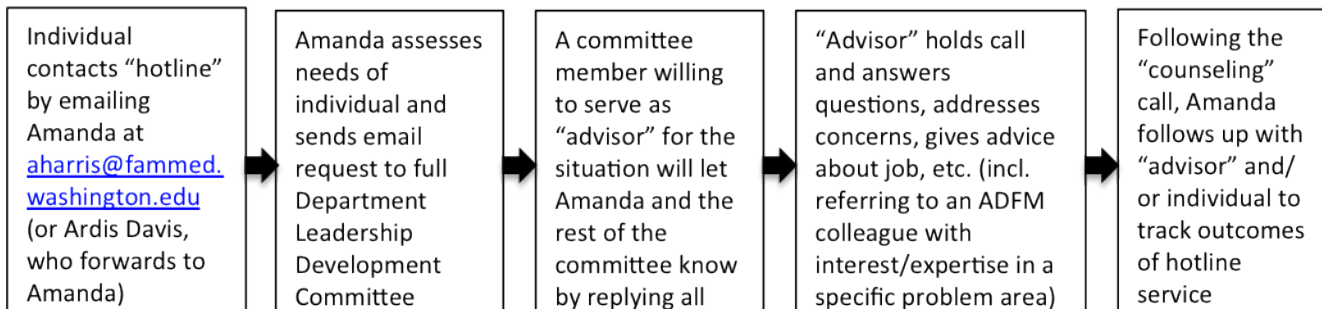 Individual
contacts “hotline”
by emailing
Amanda at
aharris@fammed.
washington.edu
(or Ardis Davis,
who forwards to
Amanda)
Amanda assesses
needs of
individual and
sends email
request to full
Department
Leadership
Development
Committee
A committee
member willing
to serve as
“advisor” for the
situation will let
Amanda and the
rest of the
committee know
by replying all
“Advisor” holds call
and answers
questions, addresses
concerns, gives advice
about job, etc. (incl.
referring to an ADFM
colleague with
interest/expertise in a
specific problem area)
Following the
“counseling”
call, Amanda
follows up with
“advisor” and/
or individual to
track outcomes
of hotline
service